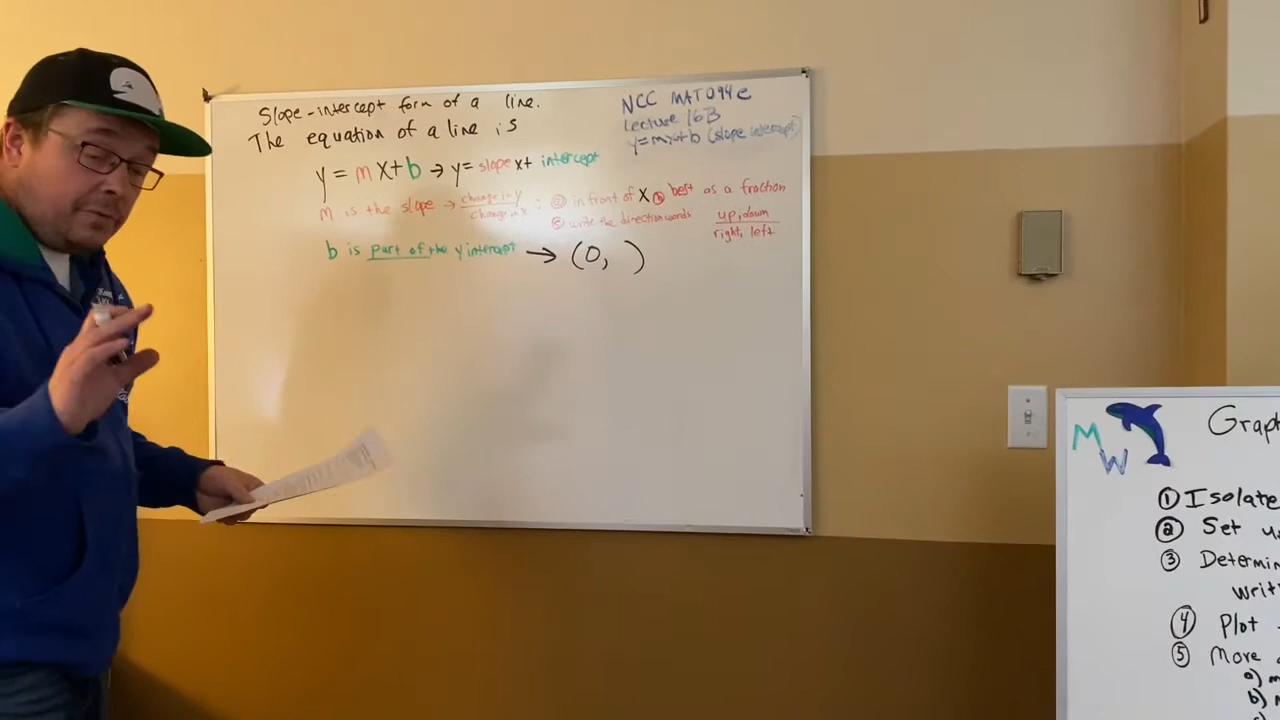 Slope-intercept form of a line.
The equation of a line is
y = mx+b → y= slope x+ intercept
m is the slope → change in y / change in x : ⓐ in front of X ⓑ best as a fraction
ⓒ write the direction words up, down / right, left
b is part of the y intercept → (0, )
NCC MAT094e
Lecture 16B
y=mx+b (slope intercept)
M
W
Graph
① Isolate
② Set
③ Determin
writ
④ Plot
⑤ More
a)
b)